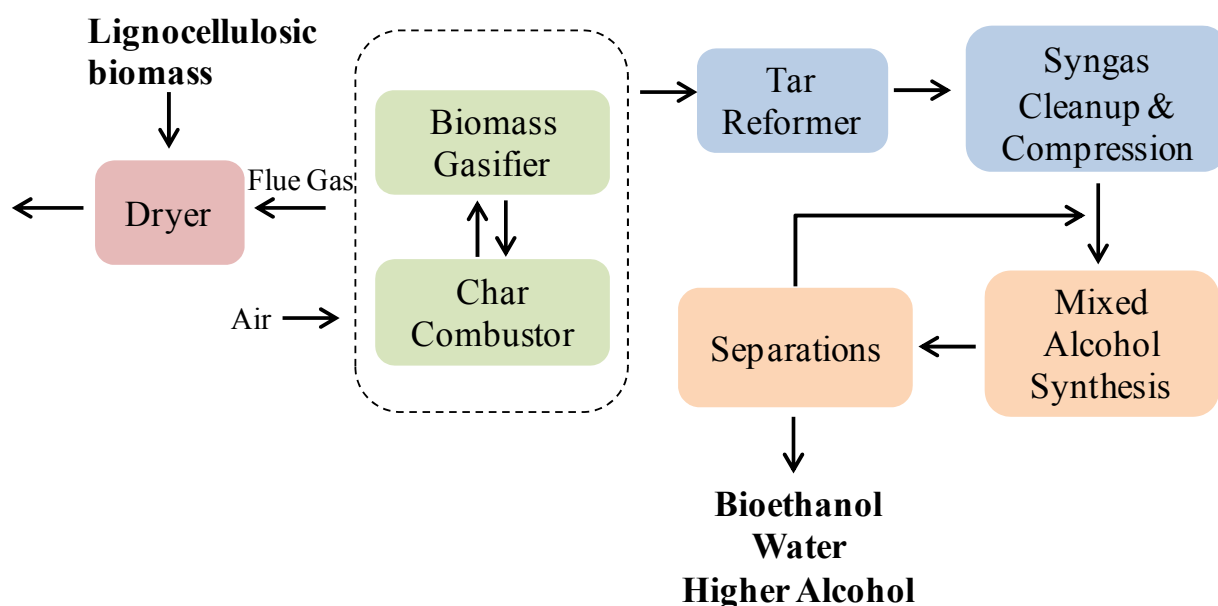 Lignocellulosic
biomass
Dryer
Flue Gas
Air
Biomass
Gasifier
Char
Combustor
Tar
Reformer
Syngas
Cleanup &
Compression
Mixed
Alcohol
Synthesis
Separations
Bioethanol
Water
Higher Alcohol